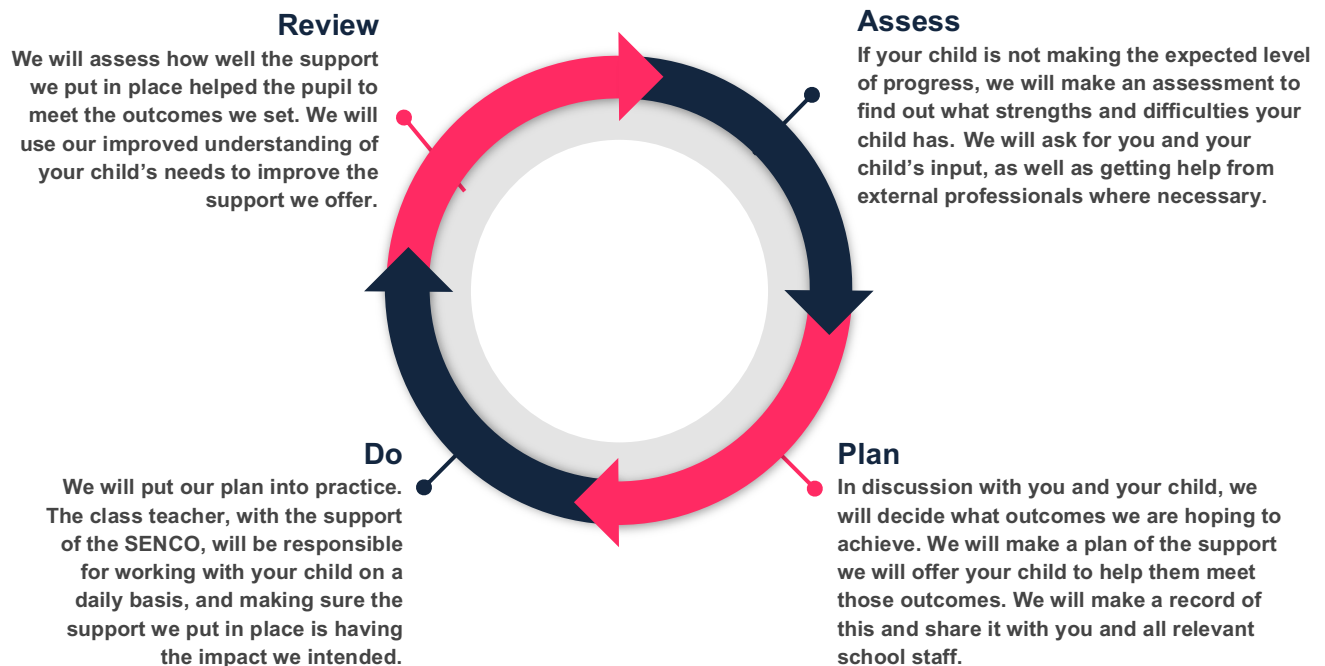 Review
We will assess how well the support
we put in place helped the pupil to
meet the outcomes we set. We will
use our improved understanding of
your child’s needs to improve the
support we offer.
Assess
If your child is not making the expected level
of progress, we will make an assessment to
find out what strengths and difficulties your
child has. We will ask for you and your
child’s input, as well as getting help from
external professionals where necessary.
Do
We will put our plan into practice.
The class teacher, with the support
of the SENCO, will be responsible
for working with your child on a
daily basis, and making sure the
support we put in place is having
the impact we intended.
Plan
In discussion with you and your child, we
will decide what outcomes we are hoping to
achieve. We will make a plan of the support
we will offer your child to help them meet
those outcomes. We will make a record of
this and share it with you and all relevant
school staff.